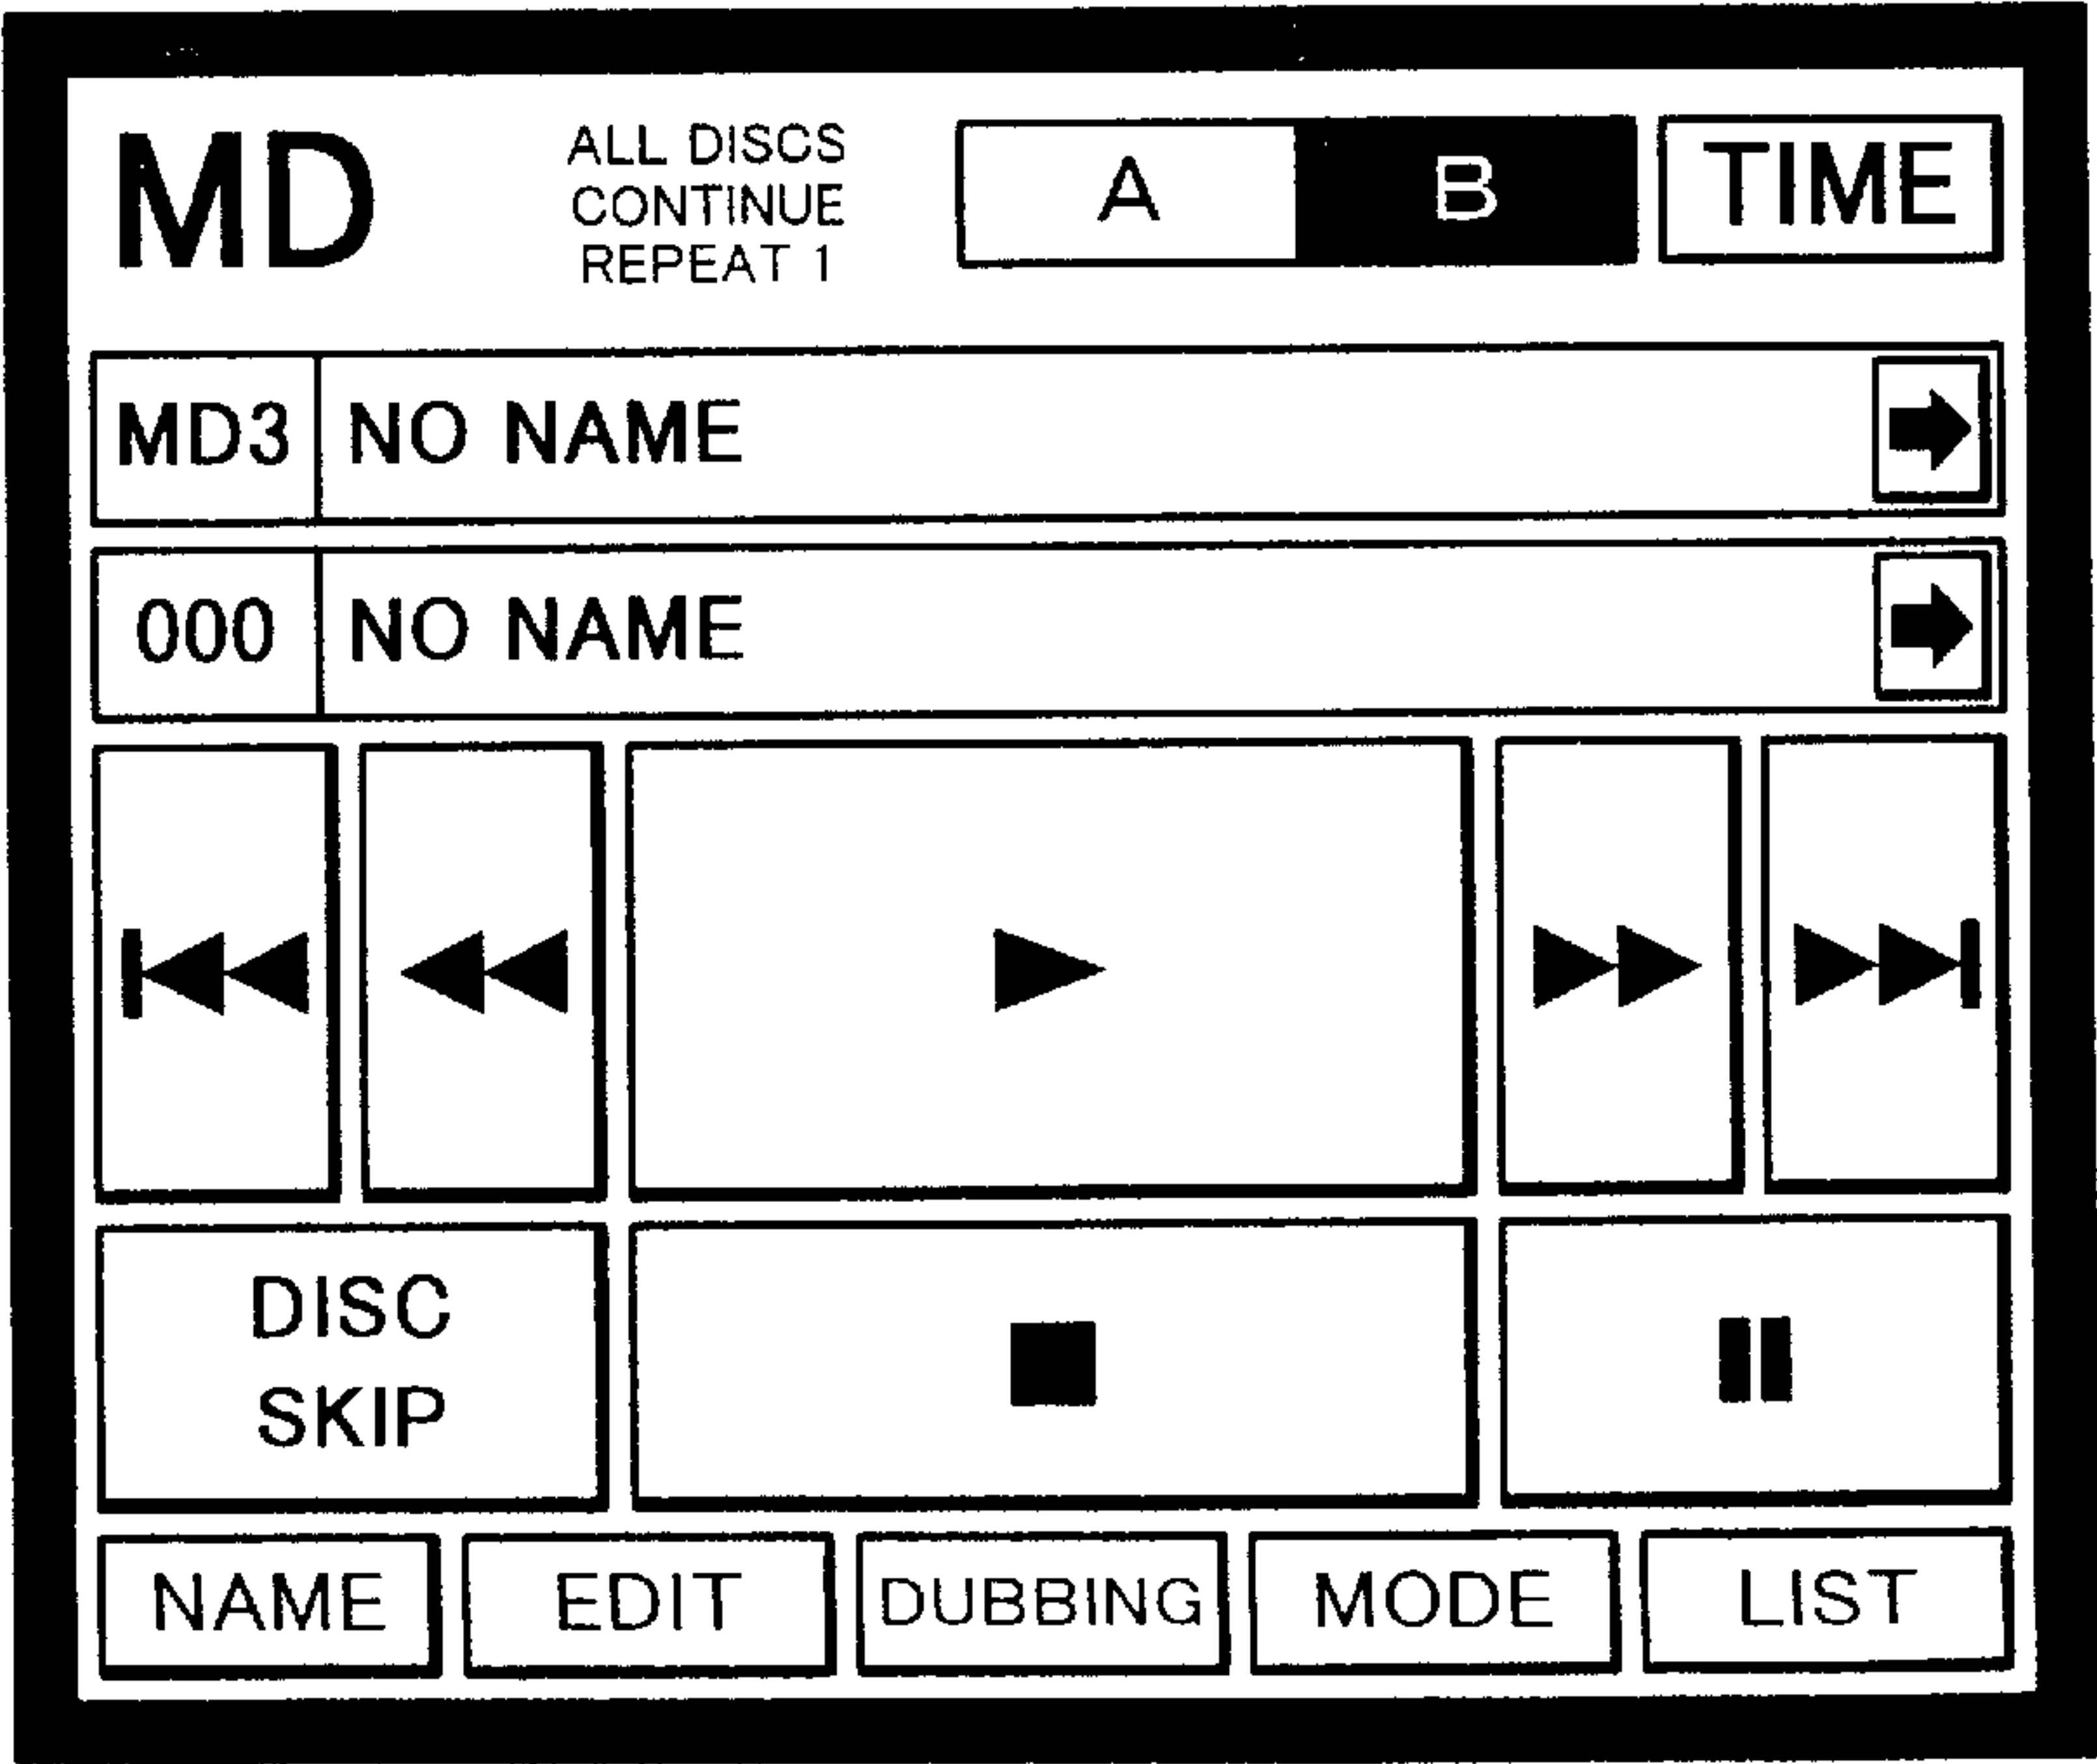 MD
ALL DISCS
CONTINUE
REPEAT 1
A B
TIME
MD3 NO NAME
000 NO NAME
DISC
SKIP
NAME EDIT DUBBING MODE LIST